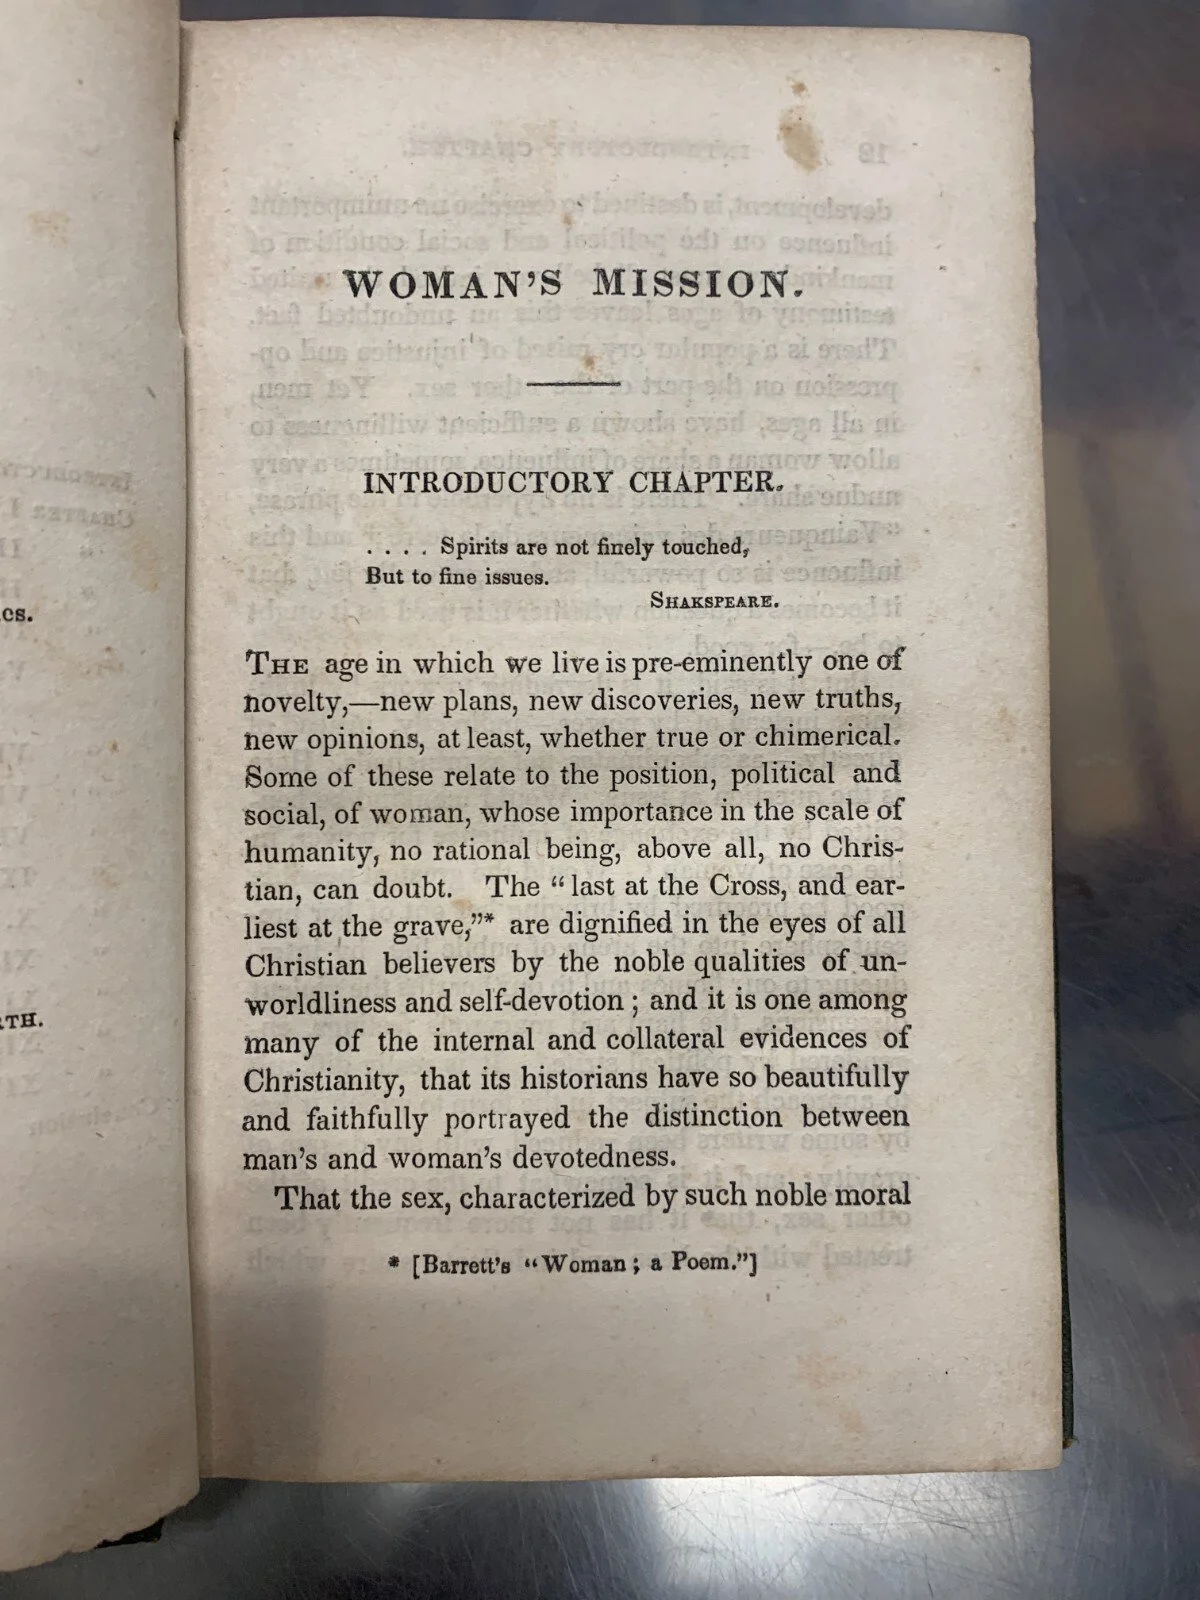 cs.
RTH.
WOMAN'S MISSION.
INTRODUCTORY CHAPTER.
. . . . Spirits are not finely touched,
But to fine issues.
SHAKSPEARE.
THE age in which we live is pre-eminently one of
novelty,—new plans, new discoveries, new truths,
new opinions, at least, whether true or chimerical.
Some of these relate to the position, political and
social, of woman, whose importance in the scale of
humanity, no rational being, above all, no Chris-
tian, can doubt. The "last at the Cross, and ear-
liest at the grave,"* are dignified in the eyes of all
Christian believers by the noble qualities of un-
worldliness and self-devotion ; and it is one among
many of the internal and collateral evidences of
Christianity, that its historians have so beautifully
and faithfully portrayed the distinction between
man's and woman's devotedness.
That the sex, characterized by such noble moral
* [Barrett's "Woman ; a Poem."]